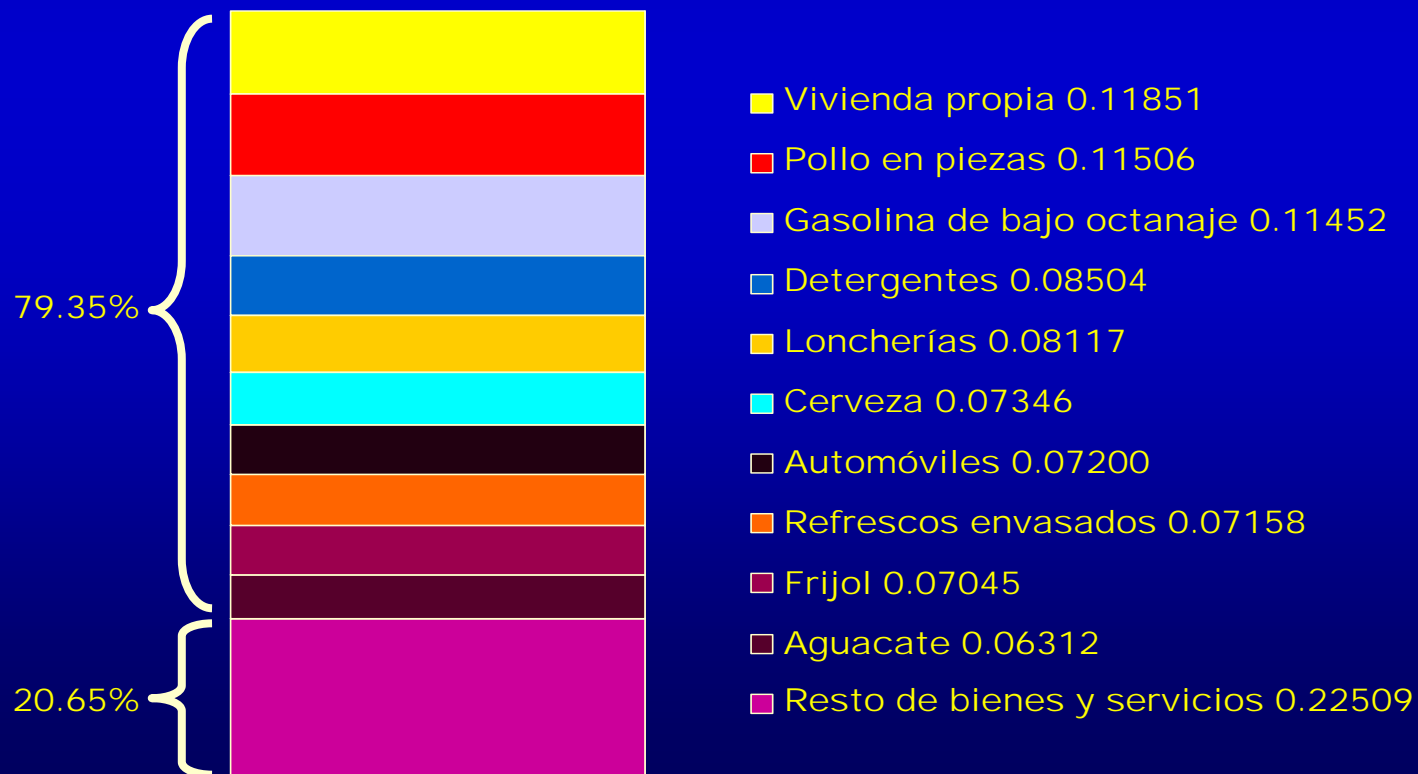 79.35%
20.65%
Vivienda propia 0.11851
Pollo en piezas 0.11506
Gasolina de bajo octanaje 0.11452
Detergentes 0.08504
Loncherías 0.08117
Cerveza 0.07346
Automóviles 0.07200
Refrescos envasados 0.07158
Frijol 0.07045
Aguacate 0.06312
Resto de bienes y servicios 0.22509